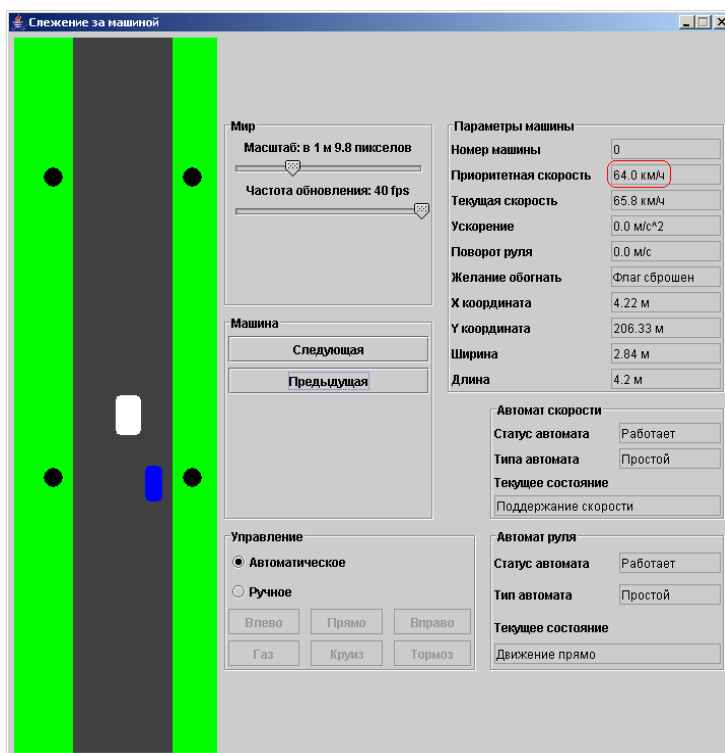 Слежение за машиной
Мир
Масштаб: в 1 м 9.8 пикселов
Частота обновления: 40 fps
Машина
Следующая
Предыдущая
Управление
Автоматическое
Ручное
Влево Прямо Вправо
Газ Круиз Тормоз
Параметры машины
Номер машины 0
Приоритетная скорость 64.0 км/ч
Текущая скорость 65.8 км/ч
Ускорение 0.0 м/с^2
Поворот руля 0.0 м/с
Желание обогнать Флаг сброшен
X координата 4.22 м
Y координата 206.33 м
Ширина 2.84 м
Длина 4.2 м
Автомат скорости
Статус автомата Работает
Типа автомата Простой
Текущее состояние
Поддержание скорости
Автомат руля
Статус автомата Работает
Тип автомата Простой
Текущее состояние
Движение прямо